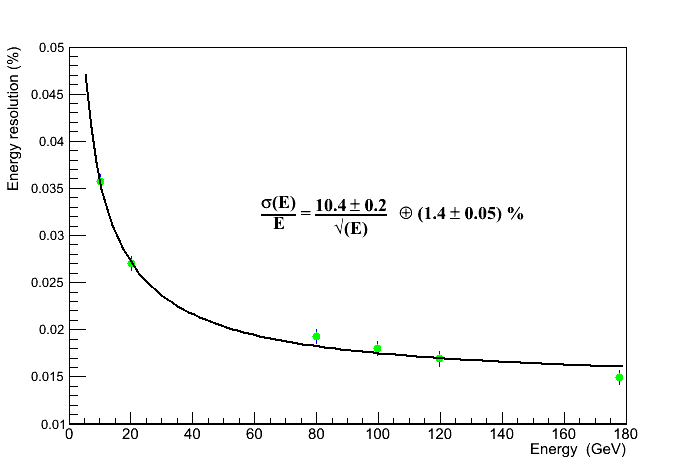 Energy resolution (%)
0.05
0.045
0.04
0.035
0.03
0.025
0.02
0.015
0.01
σ(E)
E
=
10.4 ± 0.2
√(E)
⊕ (1.4 ± 0.05) %
0 20 40 60 80 100 120 140 160 180
Energy (GeV)